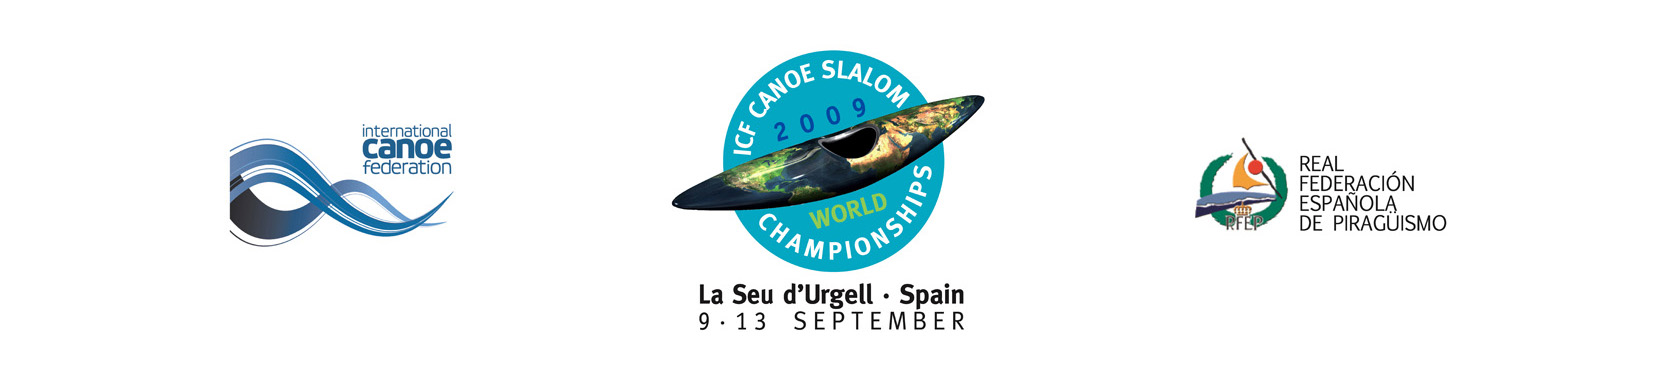 international
canoe
federation
ICF CANOE SLALOM
2009
WORLD
CHAMPIONSHIPS
La Seu d'Urgell · Spain
9 · 13 SEPTEMBER
RFEP
REAL
FEDERACIÓN
ESPAÑOLA
DE PIRAGÜISMO